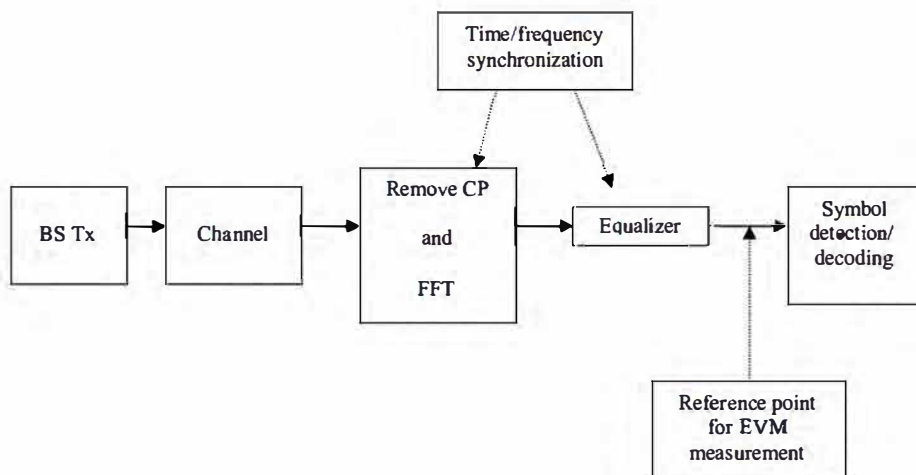 Time/frequency
synchronization
BS Tx
Channel
Remove CP
and
FFT
Equalizer
Symbol
detection/
decoding
Reference point
for EVM
measurement